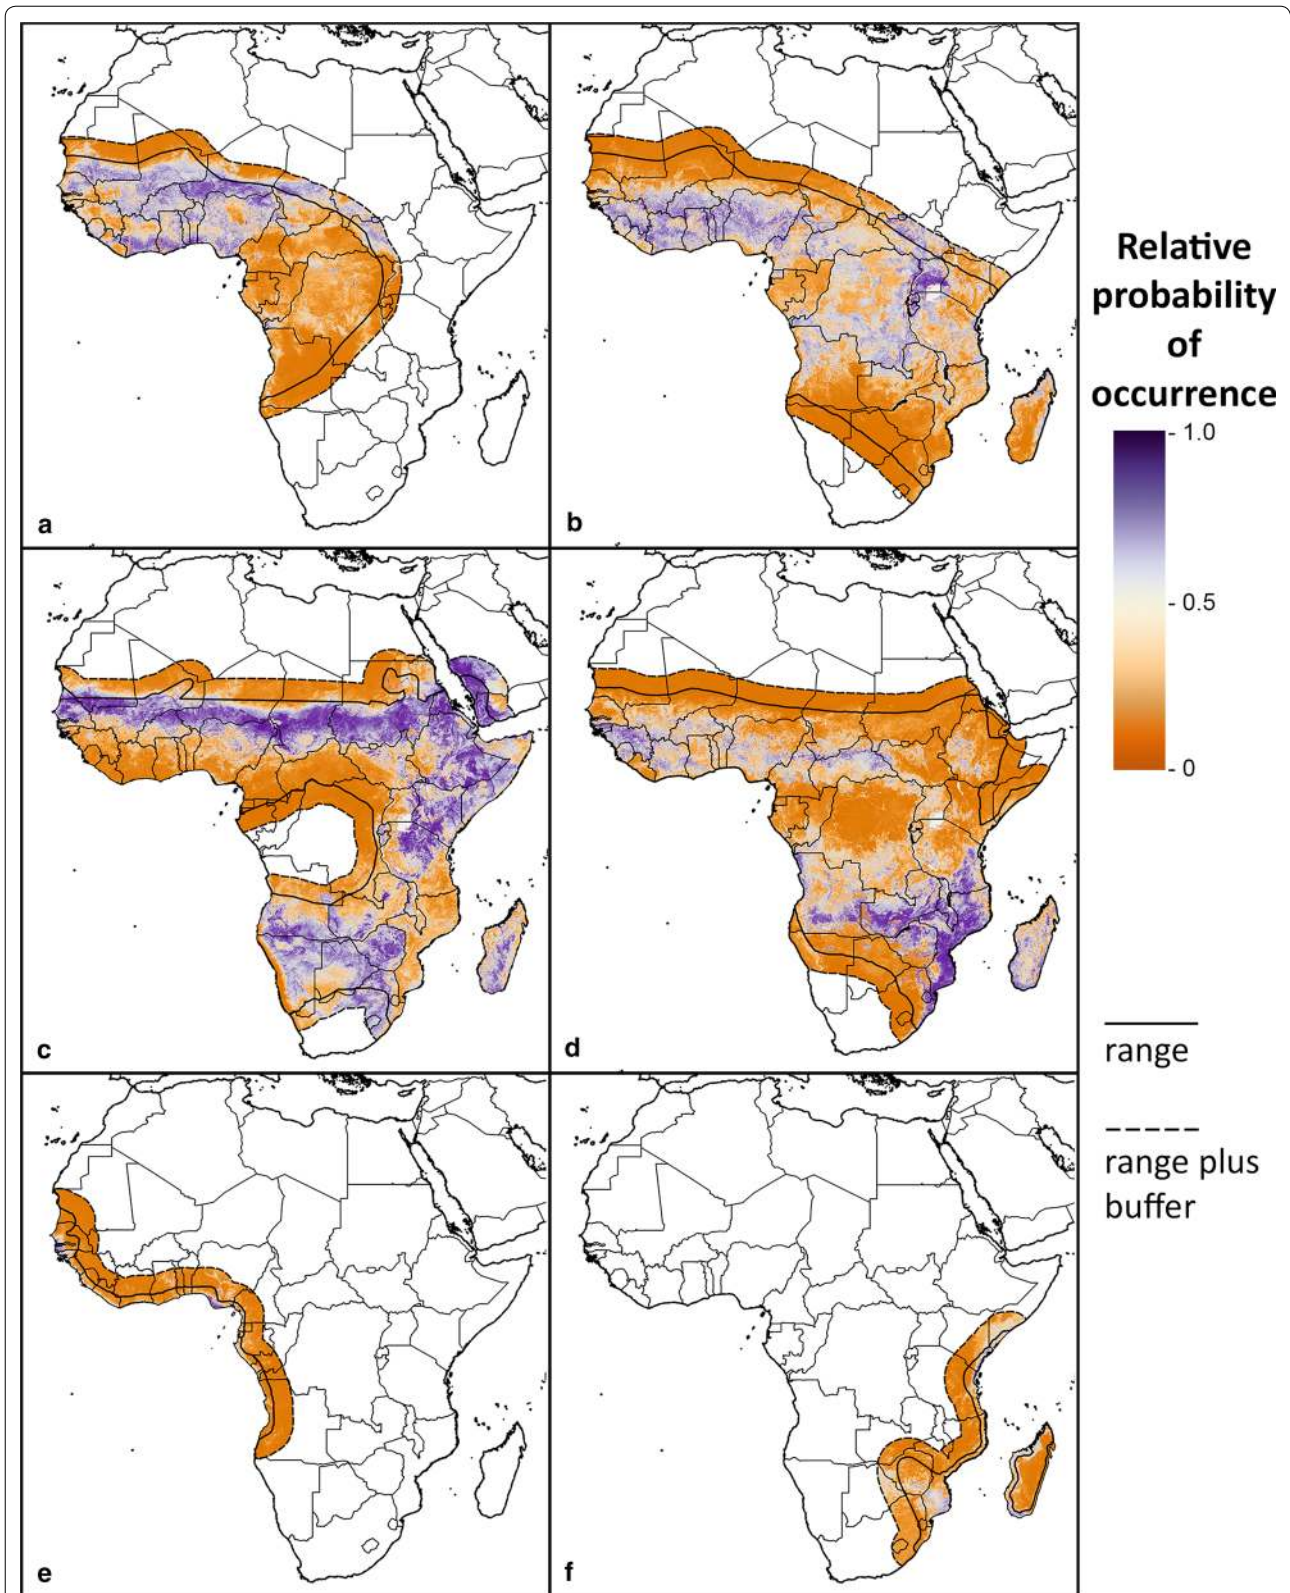 a
b
c
d
e
f
Relative
probability
of
occurrence
- 1.0
- 0.5
- 0
range
range plus
buffer